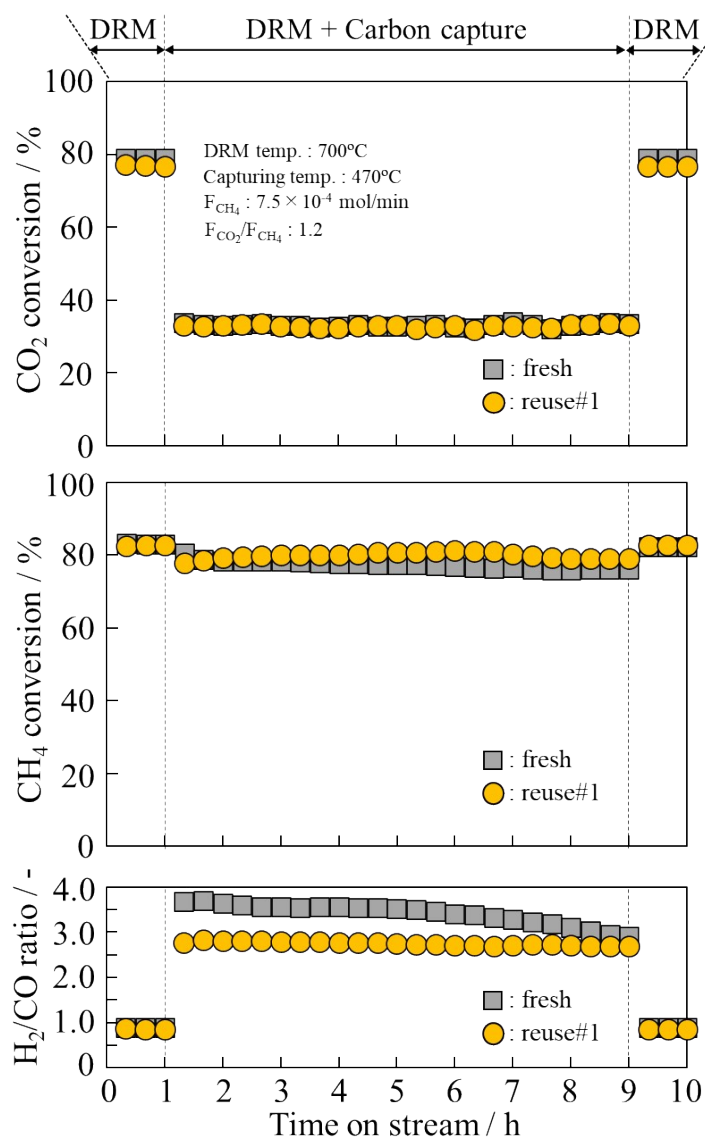 DRM DRM + Carbon capture DRM
100
80
60
40
20
0
CO₂ conversion / %
DRM temp. : 700ºC
Capturing temp. : 470ºC
F_CH₄ : 7.5 × 10⁻⁴ mol/min
F_CO₂/F_CH₄ : 1.2
: fresh
: reuse#1
100
80
60
40
20
0
CH₄ conversion / %
: fresh
: reuse#1
4.0
3.0
2.0
1.0
0
H₂/CO ratio / -
: fresh
: reuse#1
0 1 2 3 4 5 6 7 8 9 10
Time on stream / h